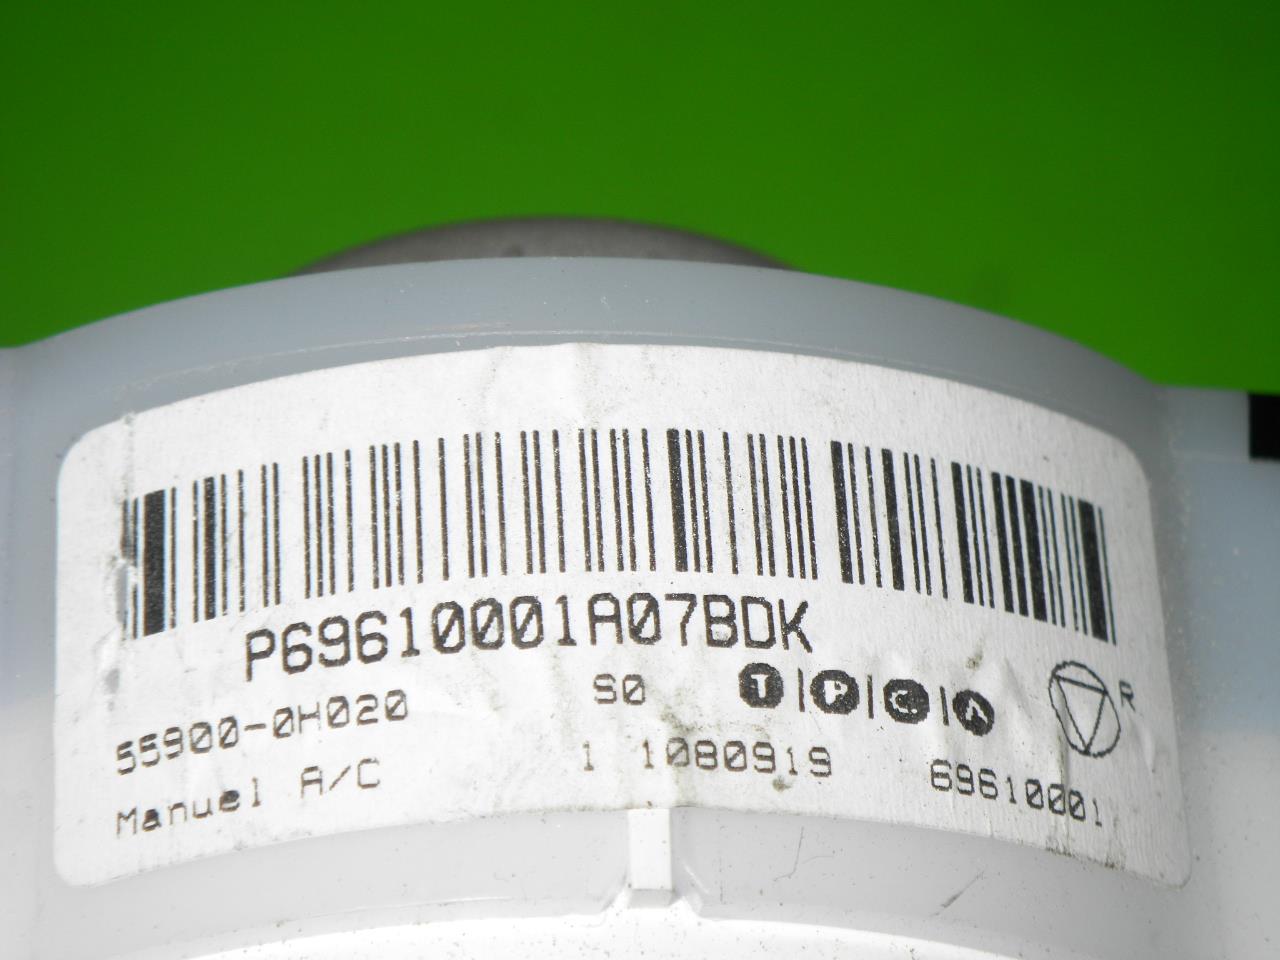 P69610001A07BDK
55900-0H020 S0 T|P|C.|A R
Manuel A/C 1 1080919 69610001